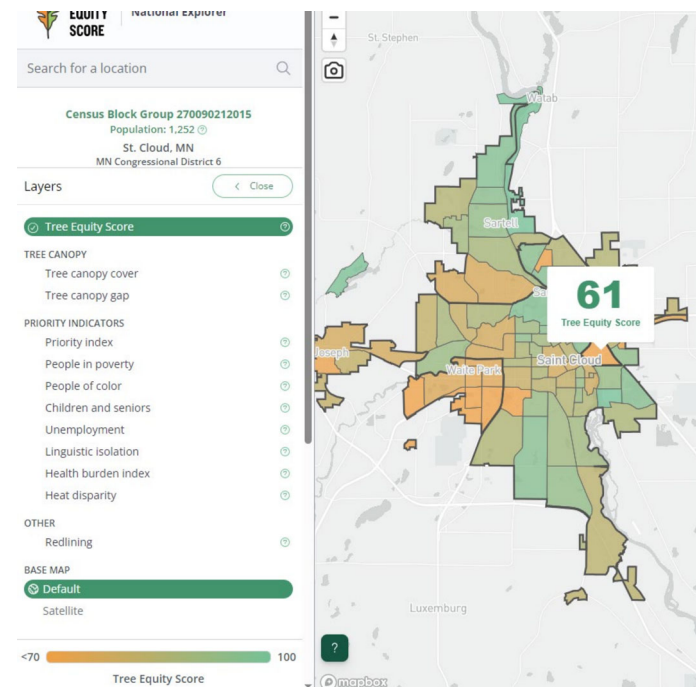 EQUITY
SCORE
National Explorer
Search for a location
Census Block Group 270090212015
Population: 1,252
St. Cloud, MN
MN Congressional District 6
Layers
< Close
Tree Equity Score
TREE CANOPY
Tree canopy cover
Tree canopy gap
PRIORITY INDICATORS
Priority index
People in poverty
People of color
Children and seniors
Unemployment
Linguistic isolation
Health burden index
Heat disparity
OTHER
Redlining
BASE MAP
Default
Satellite
<70
100
Tree Equity Score
St. Stephen
Watab
Sartell
61
Tree Equity Score
Saint Cloud
Waite Park
Luxemburg
?
mapbox